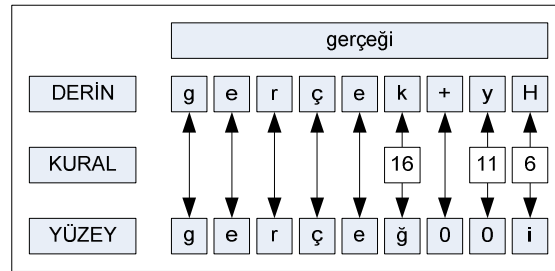 gerçeği
DERİN g e r ç e k + y H
KURAL 16 11 6
YÜZEY g e r ç e ğ 0 0 i